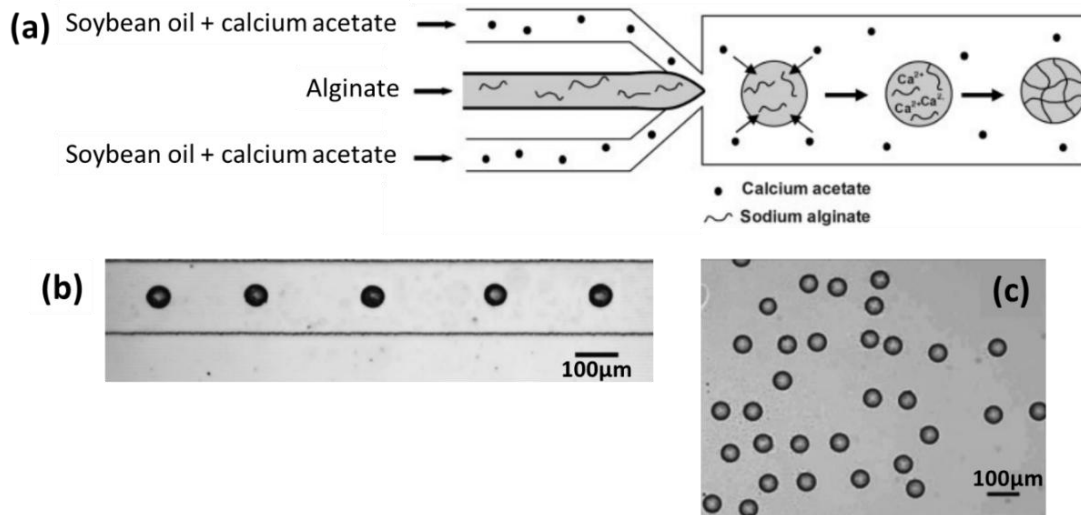 (a)
Soybean oil + calcium acetate
Alginate
Soybean oil + calcium acetate
Ca2+
Ca2+Ca2-
Calcium acetate
Sodium alginate
(b)
100µm
(c)
100µm